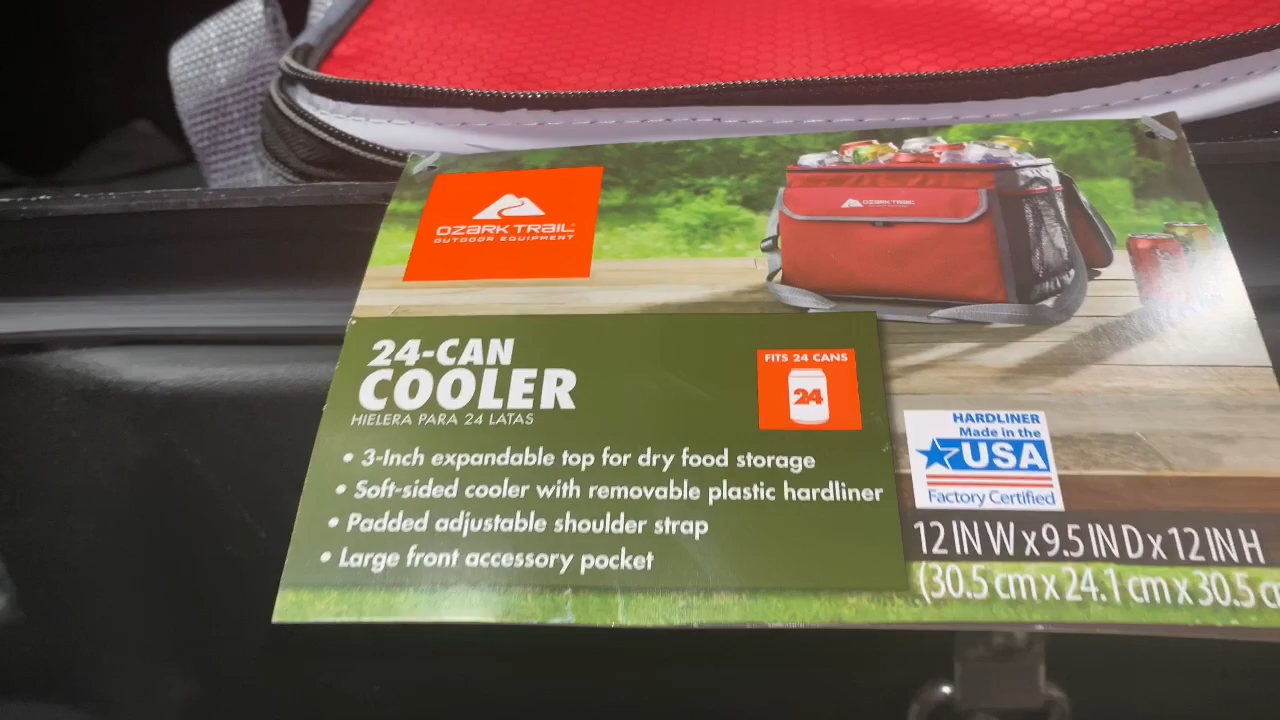 OZARK TRAIL
OUTDOOR EQUIPMENT
OZARK TRAIL
24-CAN
COOLER
HIELERA PARA 24 LATAS
FITS 24 CANS
24
• 3-Inch expandable top for dry food storage
• Soft-sided cooler with removable plastic hardliner
• Padded adjustable shoulder strap
• Large front accessory pocket
HARDLINER
Made in the
USA
Factory Certified
12 IN W x 9.5 IN D x 12 IN H
(30.5 cm x 24.1 cm x 30.5